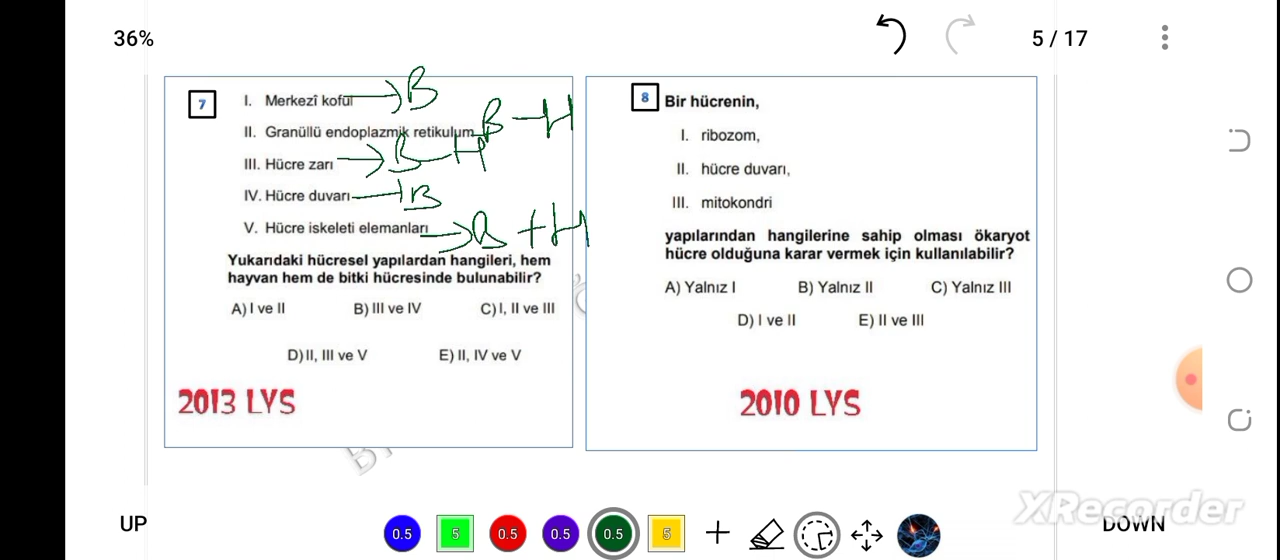 36%
5 / 17
7
I. Merkezî koful → B
II. Granüllü endoplazmik retikulum B - H
III. Hücre zarı → B - H
IV. Hücre duvarı → B
V. Hücre iskeleti elemanları → B + H
Yukarıdaki hücresel yapılardan hangileri, hem
hayvan hem de bitki hücresinde bulunabilir?
A) I ve II B) III ve IV C) I, II ve III
D) II, III ve V E) II, IV ve V
2013 LYS
8 Bir hücrenin,
I. ribozom,
II. hücre duvarı,
III. mitokondri
yapılarından hangilerine sahip olması ökaryot
hücre olduğuna karar vermek için kullanılabilir?
A) Yalnız I B) Yalnız II C) Yalnız III
D) I ve II E) II ve III
2010 LYS
XRecorder
UP
0.5 5 0.5 0.5 0.5 5
DOWN